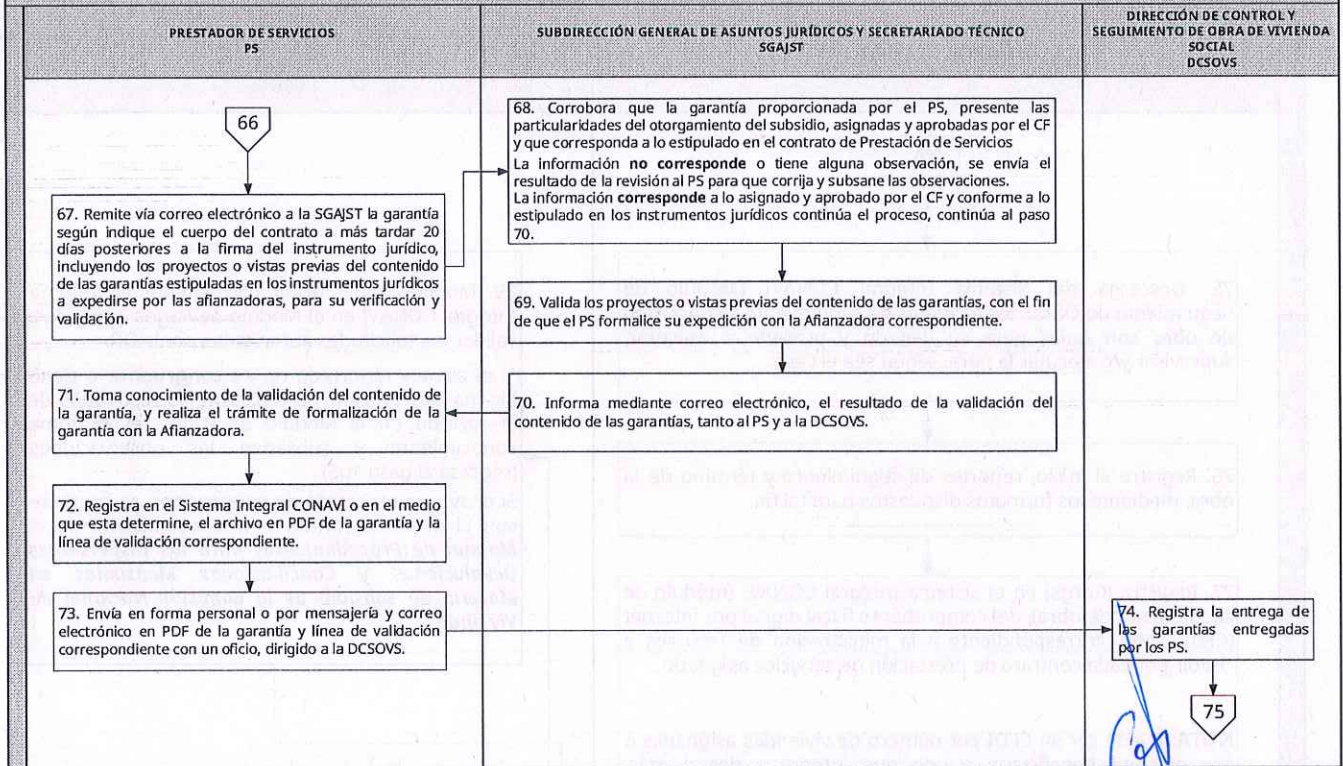 PRESTADOR DE SERVICIOS
PS
SUBDIRECCIÓN GENERAL DE ASUNTOS JURÍDICOS Y SECRETARIADO TÉCNICO
SGAJST
DIRECCIÓN DE CONTROL Y
SEGUIMIENTO DE OBRA DE VIVIENDA
SOCIAL
DCSOVS
66
67. Remite vía correo electrónico a la SGAJST la garantía
según indique el cuerpo del contrato a más tardar 20
días posteriores a la firma del instrumento jurídico,
incluyendo los proyectos o vistas previas del contenido
de las garantías estipuladas en los instrumentos jurídicos
a expedirse por las afianzadoras, para su verificación y
validación.
68. Corrobora que la garantía proporcionada por el PS, presente las
particularidades del otorgamiento del subsidio, asignadas y aprobadas por el CF
y que corresponda a lo estipulado en el contrato de Prestación de Servicios
La información no corresponde o tiene alguna observación, se envía el
resultado de la revisión al PS para que corrija y subsane las observaciones.
La información corresponde a lo asignado y aprobado por el CF y conforme a lo
estipulado en los instrumentos jurídicos continúa el proceso, continúa al paso
70.
69. Valida los proyectos o vistas previas del contenido de las garantías, con el fin
de que el PS formalice su expedición con la Afianzadora correspondiente.
70. Informa mediante correo electrónico, el resultado de la validación del
contenido de las garantías, tanto al PS y a la DCSOVS.
71. Toma conocimiento de la validación del contenido de
la garantía, y realiza el trámite de formalización de la
garantía con la Afianzadora.
72. Registra en el Sistema Integral CONAVI o en el medio
que esta determine, el archivo en PDF de la garantía y la
línea de validación correspondiente.
73. Envía en forma personal o por mensajería y correo
electrónico en PDF de la garantía y línea de validación
correspondiente con un oficio, dirigido a la DCSOVS.
74. Registra la entrega de
las garantías entregadas
por los PS.
75